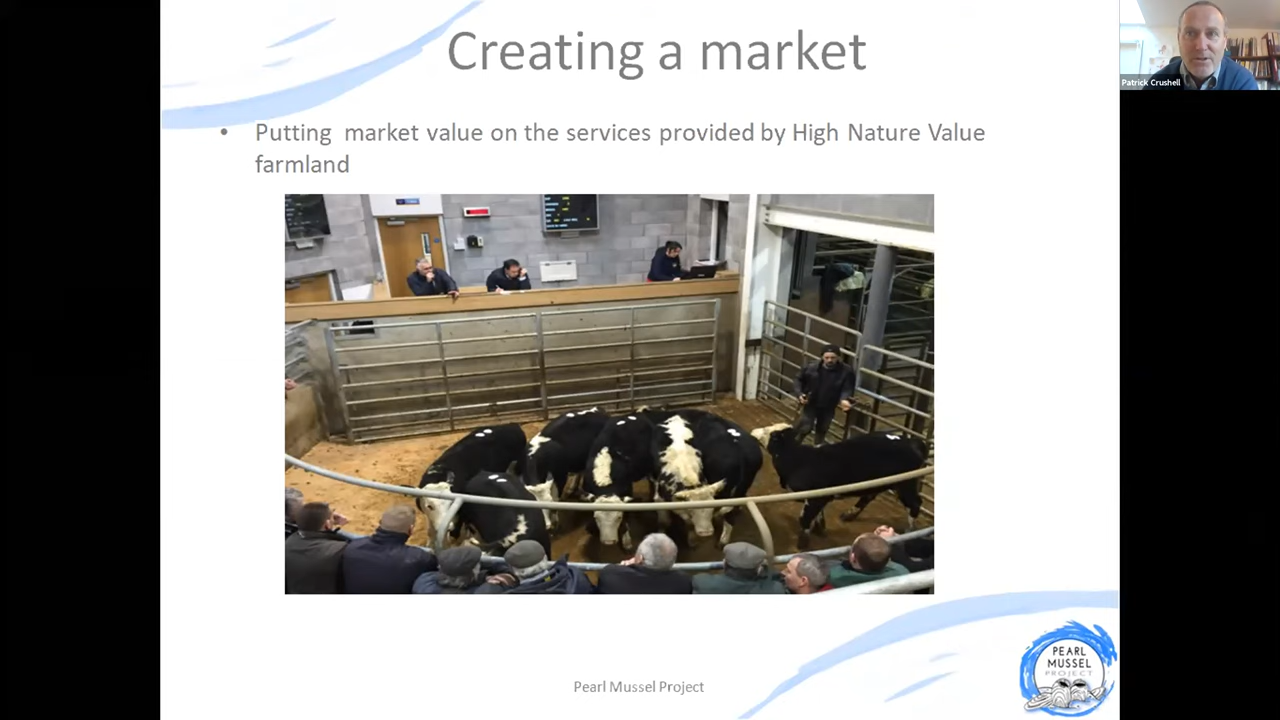 Creating a market
Patrick Crushell
• Putting market value on the services provided by High Nature Value
farmland
PEARL
MUSSEL
PROJECT
Pearl Mussel Project